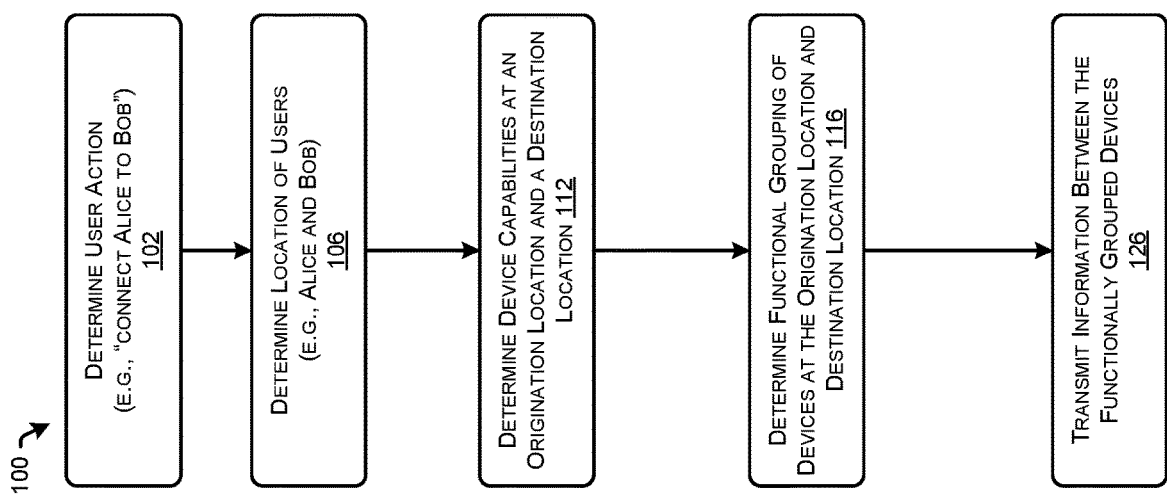 100
DETERMINE USER ACTION
(E.G., "CONNECT ALICE TO BOB")
102
DETERMINE LOCATION OF USERS
(E.G., ALICE AND BOB)
106
DETERMINE DEVICE CAPABILITIES AT AN
ORIGINATION LOCATION AND A DESTINATION
LOCATION 112
DETERMINE FUNCTIONAL GROUPING OF
DEVICES AT THE ORIGINATION LOCATION AND
DESTINATION LOCATION 116
TRANSMIT INFORMATION BETWEEN THE
FUNCTIONALLY GROUPED DEVICES
126